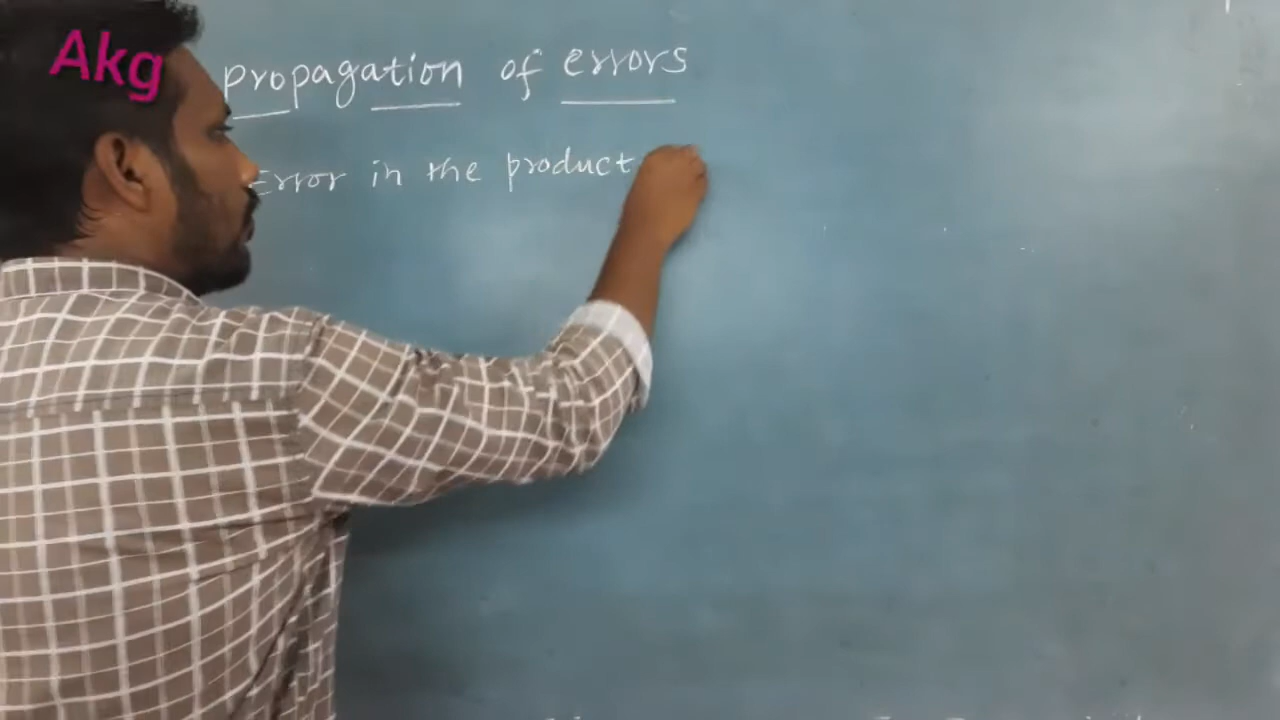 Akg
propagation of errors
Error in the product